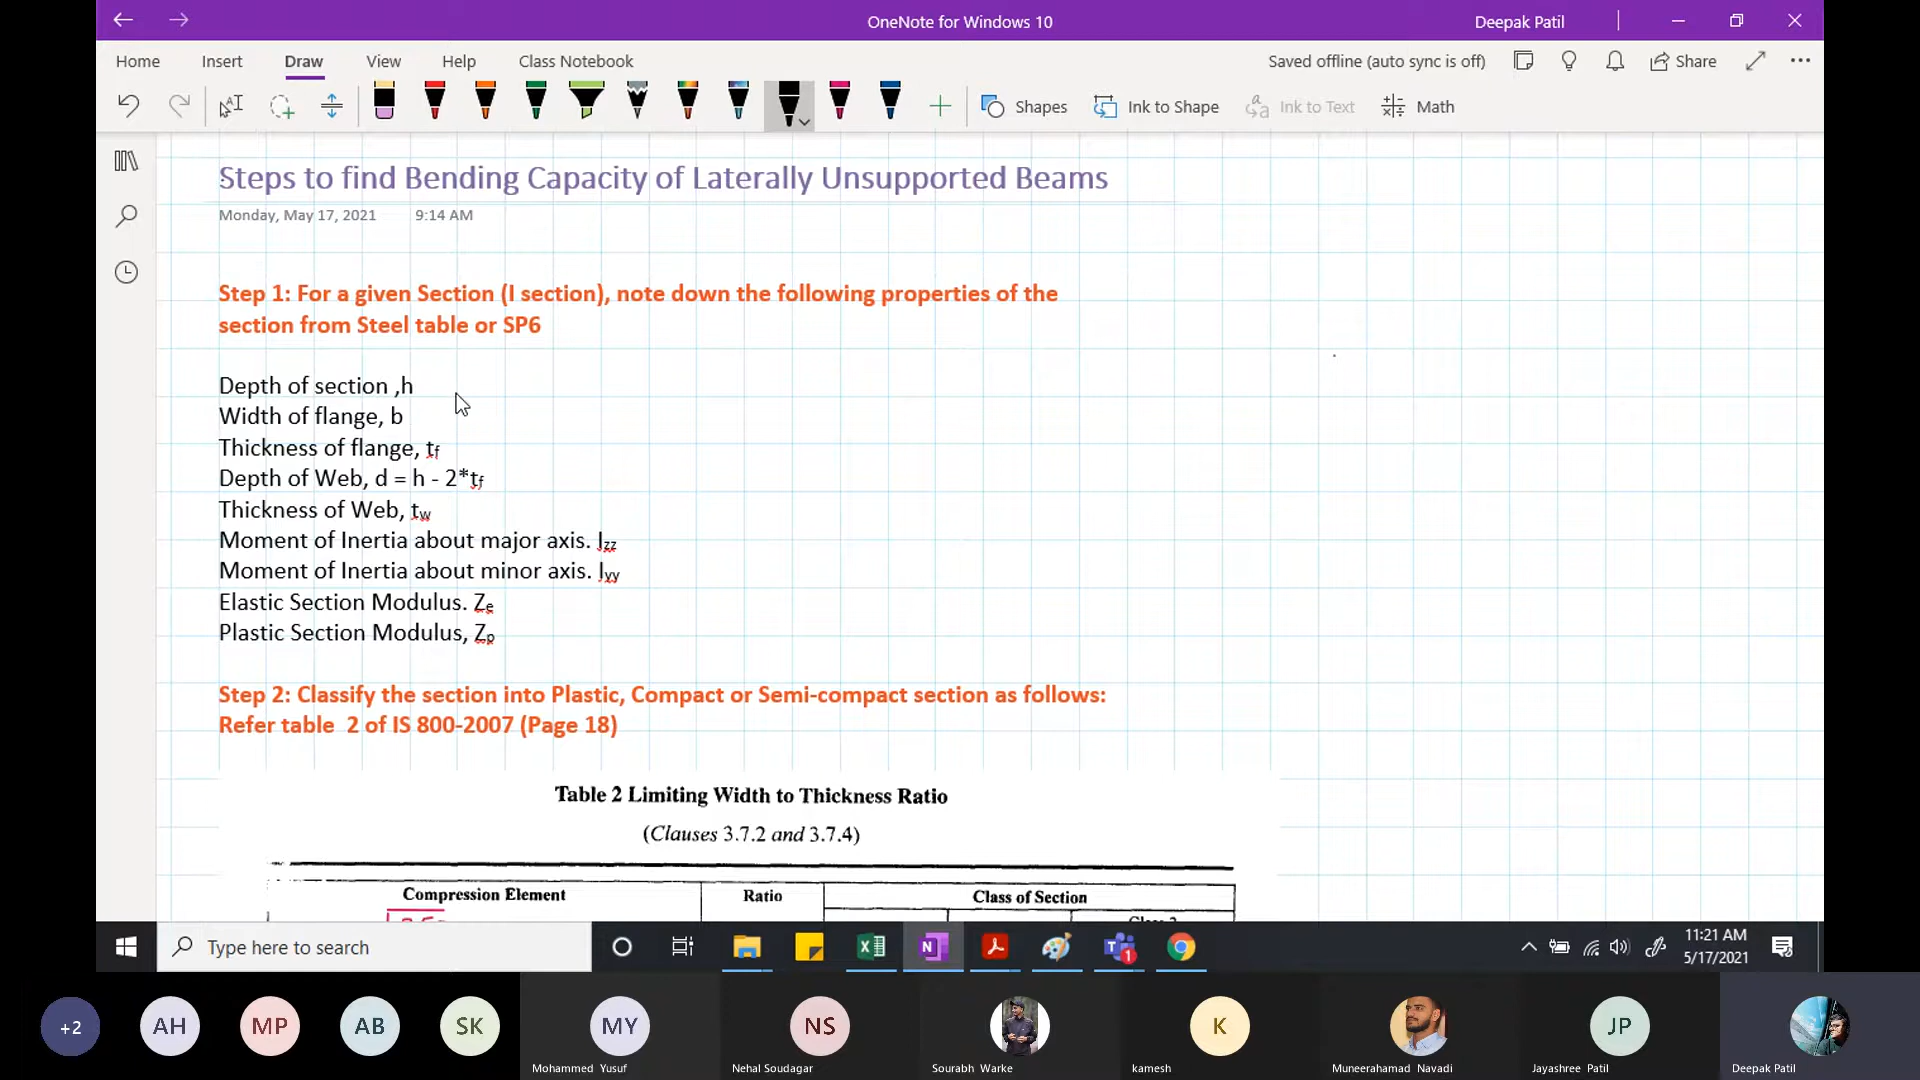 OneNote for Windows 10
Deepak Patil
Home Insert Draw View Help Class Notebook
Saved offline (auto sync is off)
Share
Shapes
Ink to Shape
Ink to Text
Math
Steps to find Bending Capacity of Laterally Unsupported Beams
Monday, May 17, 2021 9:14 AM
Step 1: For a given Section (I section), note down the following properties of the
section from Steel table or SP6
Depth of section ,h
Width of flange, b
Thickness of flange, tf
Depth of Web, d = h - 2*tf
Thickness of Web, tw
Moment of Inertia about major axis. Izz
Moment of Inertia about minor axis. Iyy
Elastic Section Modulus. Ze
Plastic Section Modulus, Zp
Step 2: Classify the section into Plastic, Compact or Semi-compact section as follows:
Refer table 2 of IS 800-2007 (Page 18)
Table 2 Limiting Width to Thickness Ratio
(Clauses 3.7.2 and 3.7.4)
Compression Element
Ratio
Class of Section
Type here to search
1
11:21 AM
5/17/2021
+2
AH
MP
AB
SK
MY
NS
K
JP
Mohammed Yusuf
Nehal Soudagar
Sourabh Warke
kamesh
Muneerahamad Navadi
Jayashree Patil
Deepak Patil